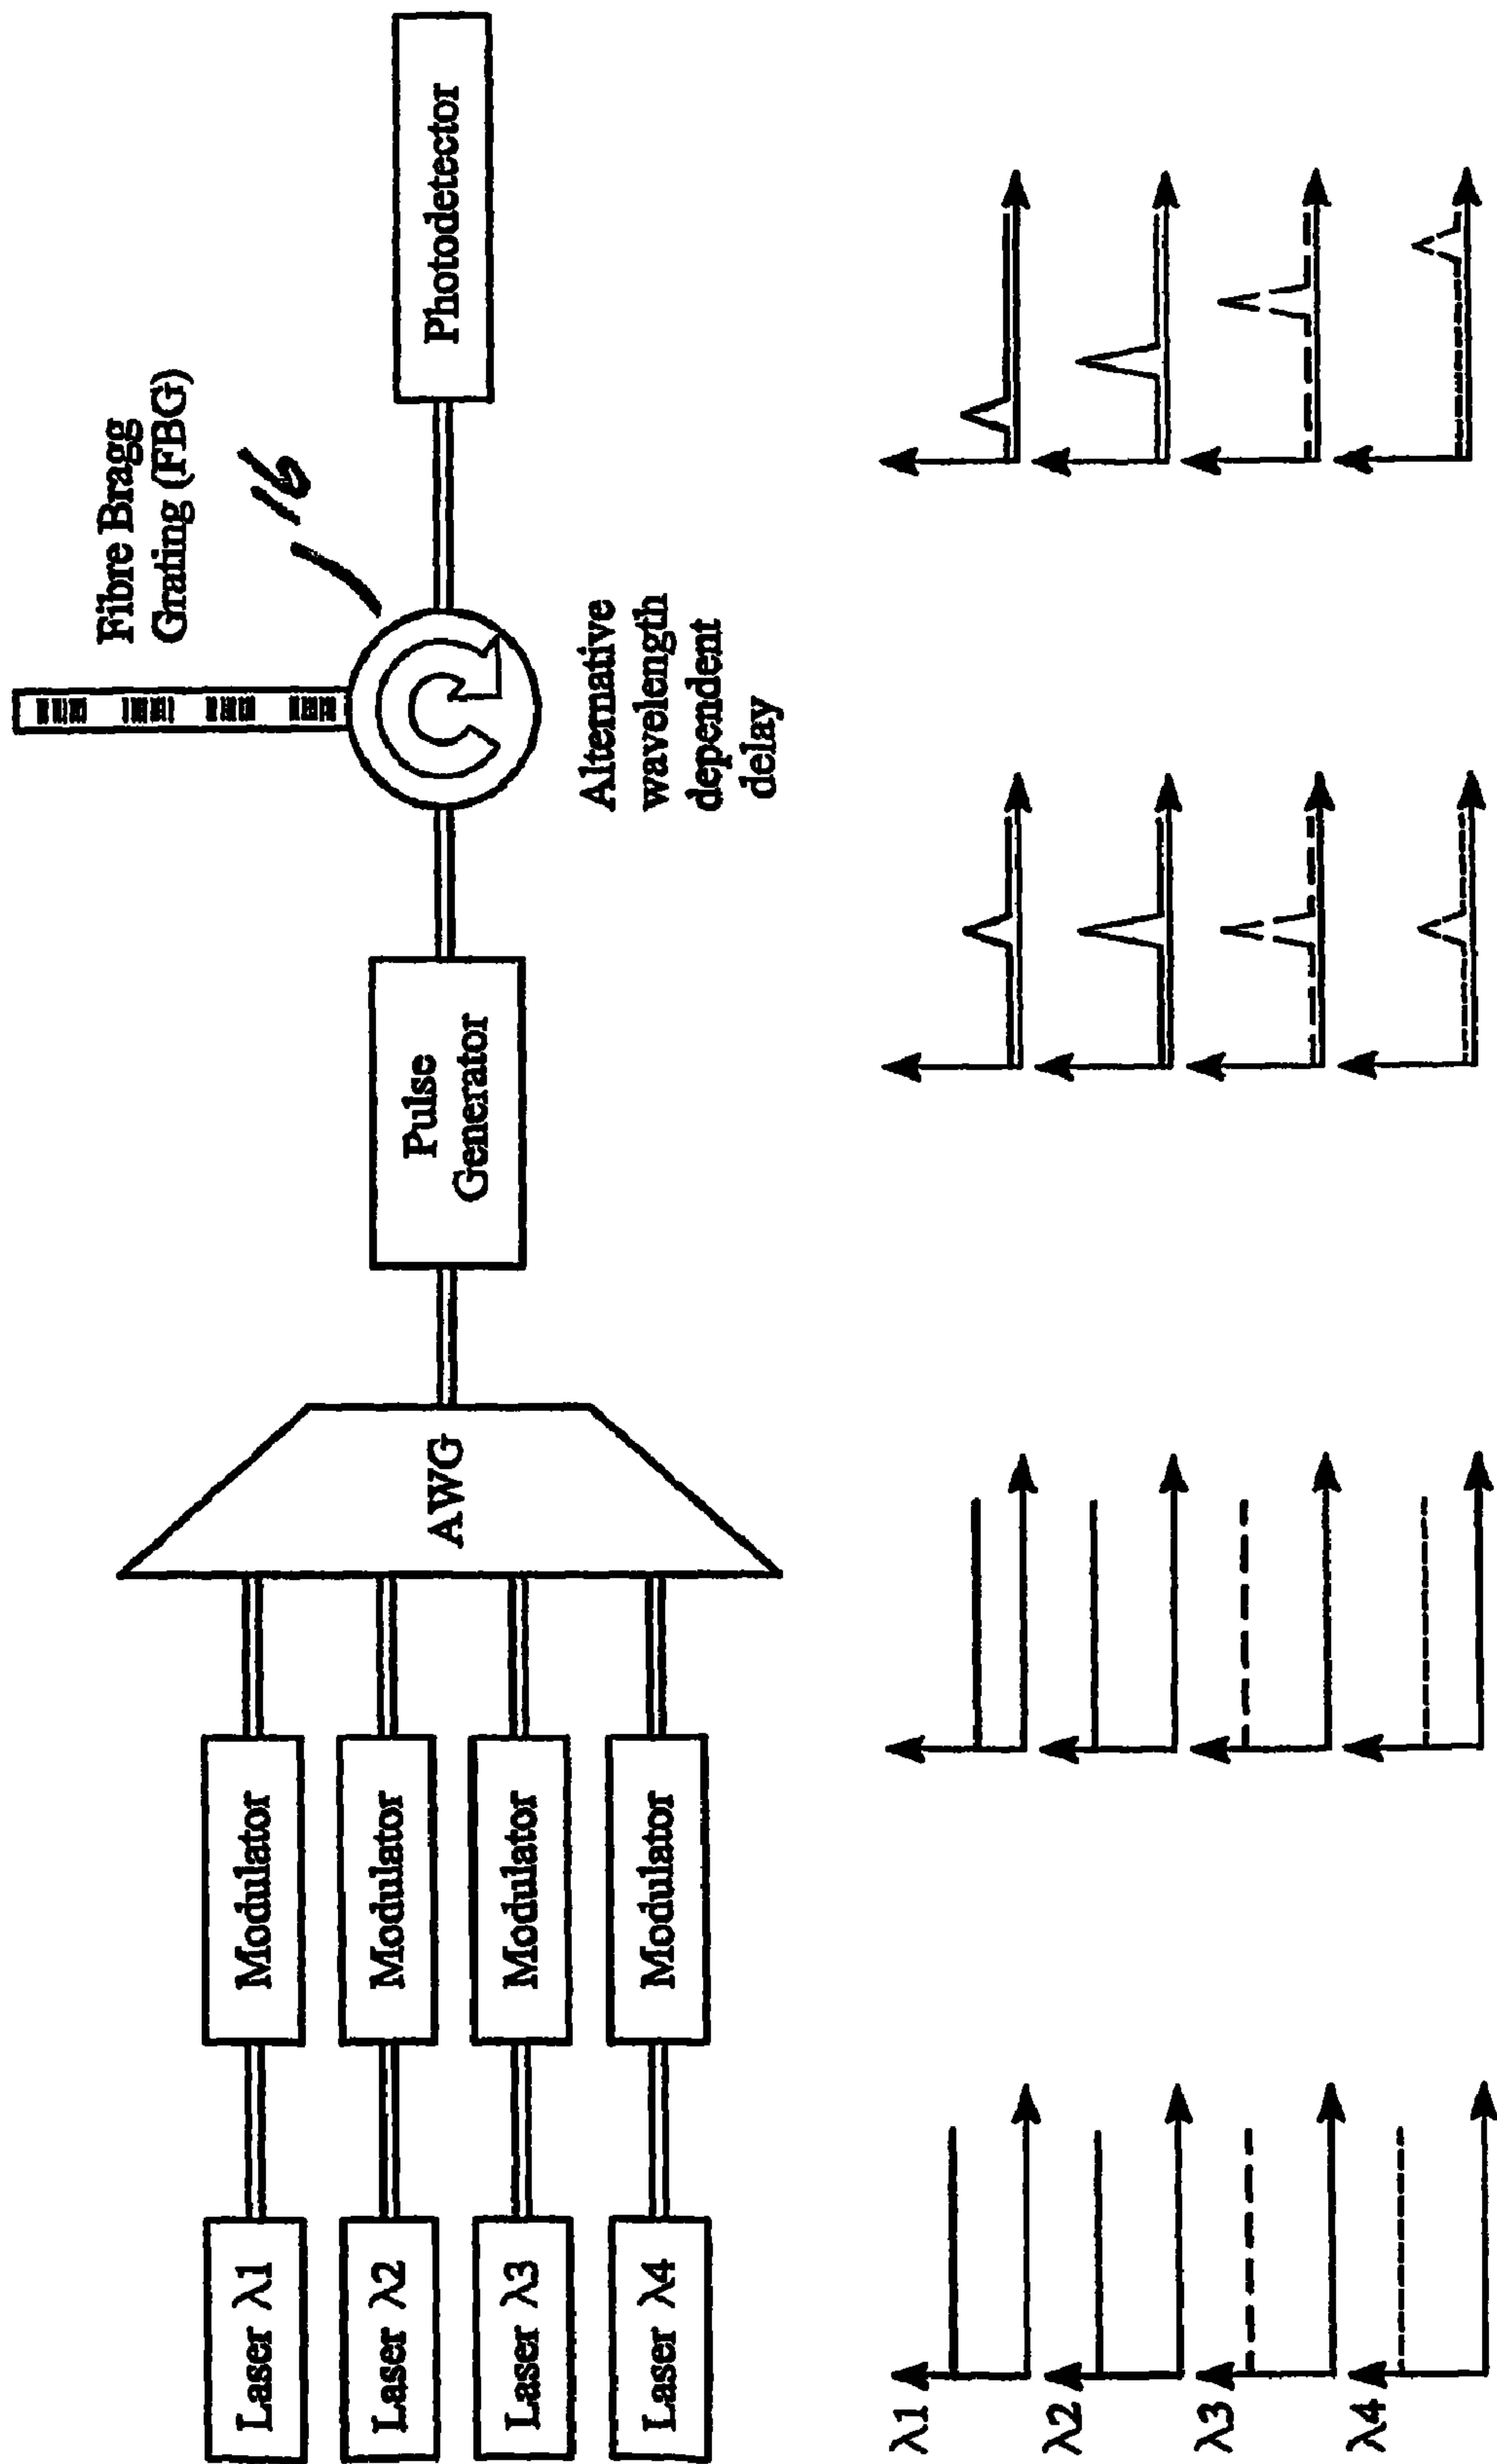 Fibre Bragg
Grating (FBG)
16
Laser λ1
Modulator
Laser λ2
Modulator
Laser λ3
Modulator
Laser λ4
Modulator
AWG
Pulse
Generator
Photodetector
Alternative
wavelength
dependent
delay
λ1
λ2
λ3
λ4